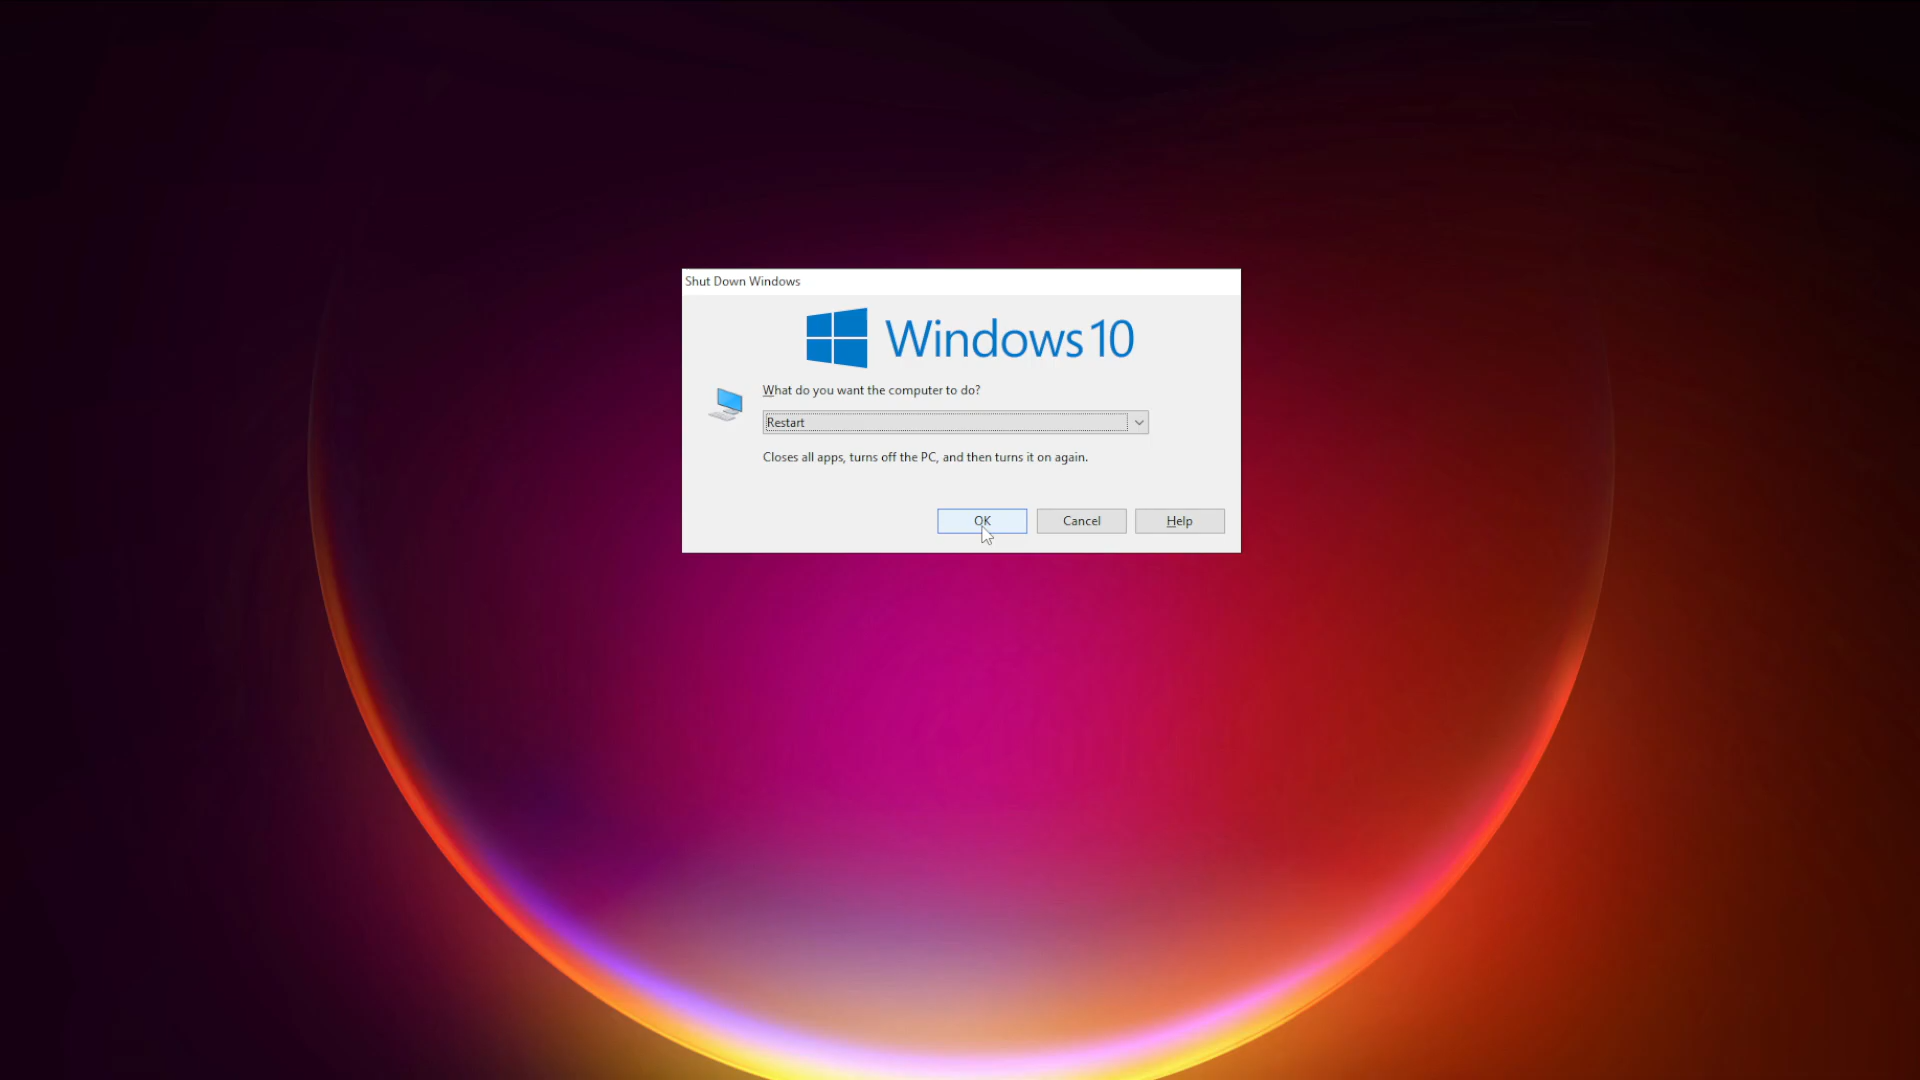 Shut Down Windows
Windows 10
What do you want the computer to do?
Restart
Closes all apps, turns off the PC, and then turns it on again.
OK Cancel Help